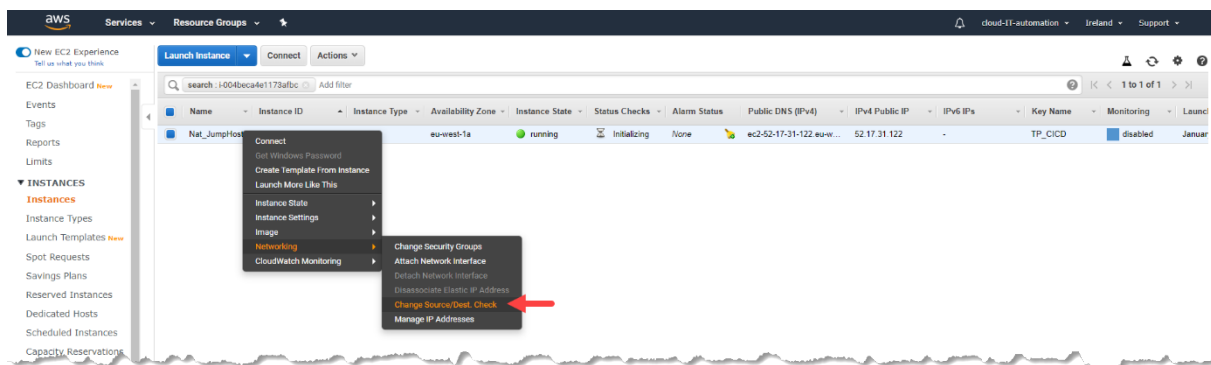 aws Services Resource Groups cloud-IT-automation Ireland Support
New EC2 Experience
Tell us what you think
Launch Instance Connect Actions
EC2 Dashboard New
Events
Tags
Reports
Limits
INSTANCES
Instances
Instance Types
Launch Templates New
Spot Requests
Savings Plans
Reserved Instances
Dedicated Hosts
Scheduled Instances
Capacity Reservations
search : i-004beca4e1173afbc Add filter 1 to 1 of 1
Name Instance ID Instance Type Availability Zone Instance State Status Checks Alarm Status Public DNS (IPv4) IPv4 Public IP IPv6 IPs Key Name Monitoring Launc
Nat_JumpHost eu-west-1a running Initializing None ec2-52-17-31-122.eu-w... 52.17.31.122 - TP_CICD disabled Januar
Connect
Get Windows Password
Create Template From Instance
Launch More Like This
Instance State
Instance Settings
Image
Networking
CloudWatch Monitoring
Change Security Groups
Attach Network Interface
Detach Network Interface
Disassociate Elastic IP Address
Change Source/Dest. Check
Manage IP Addresses